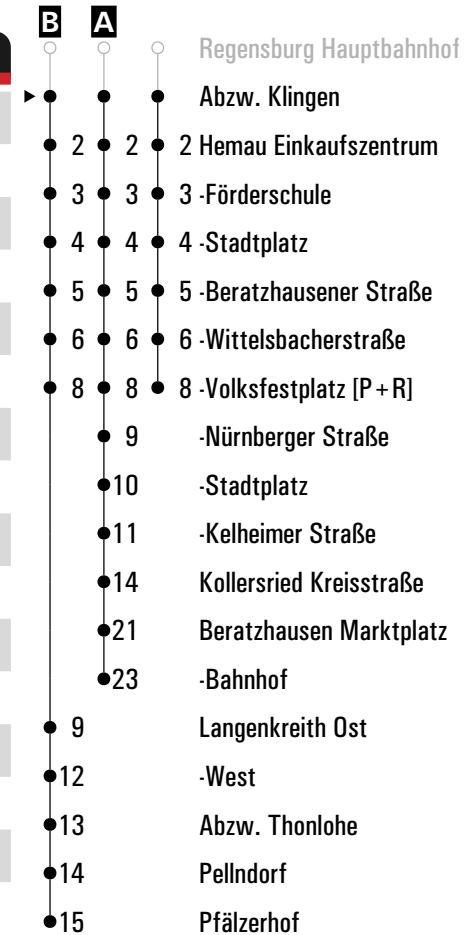 B A
Regensburg Hauptbahnhof
Abzw. Klingen
2 2 2 Hemau Einkaufszentrum
3 3 3 -Förderschule
4 4 4 -Stadtplatz
5 5 5 -Beratzhausener Straße
6 6 6 -Wittelsbacherstraße
8 8 8 -Volksfestplatz [P+R]
9 -Nürnberger Straße
10 -Stadtplatz
11 -Kelheimer Straße
14 Kollersried Kreisstraße
21 Beratzhausen Marktplatz
23 -Bahnhof
9 Langenkreith Ost
12 -West
13 Abzw. Thonlohe
14 Pellndorf
15 Pfälzerhof